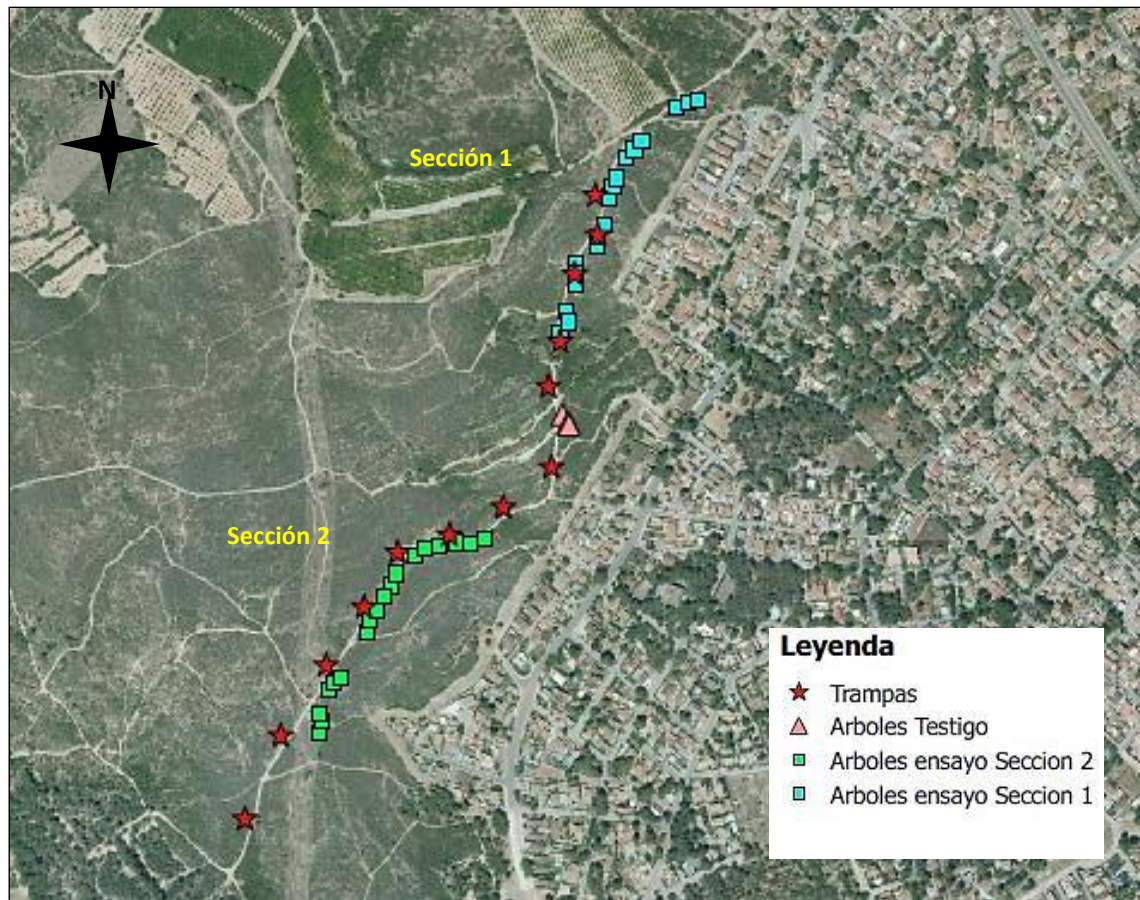 N
Sección 1
Sección 2
Leyenda
Trampas
Arboles Testigo
Arboles ensayo Seccion 2
Arboles ensayo Seccion 1